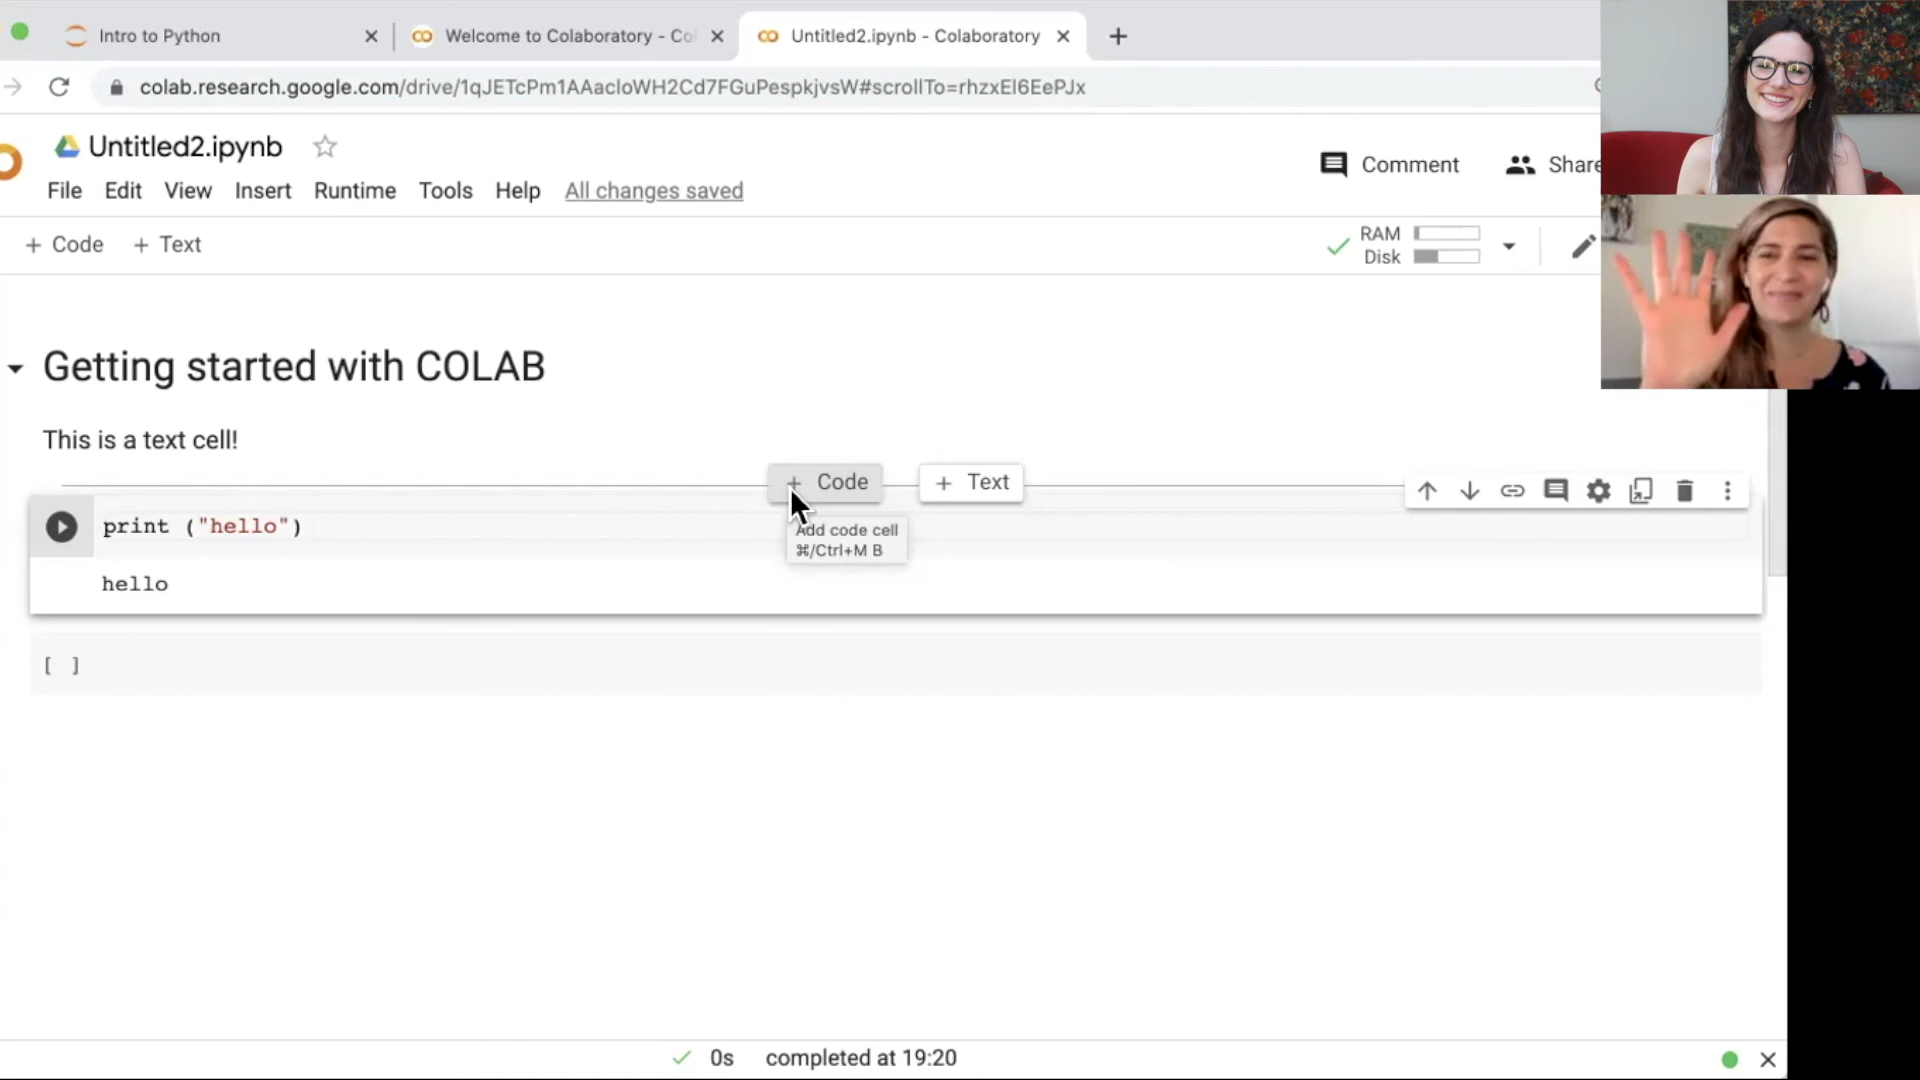 Intro to Python
Welcome to Colaboratory - Co
Untitled2.ipynb - Colaboratory
colab.research.google.com/drive/1qJETcPm1AAacloWH2Cd7FGuPespkjvsW#scrollTo=rhzxEl6EePJx
Untitled2.ipynb
Comment
Share
File Edit View Insert Runtime Tools Help All changes saved
+ Code + Text
RAM
Disk
Getting started with COLAB
This is a text cell!
+ Code + Text
print ("hello")
Add code cell
⌘/Ctrl+M B
hello
[ ]
0s completed at 19:20